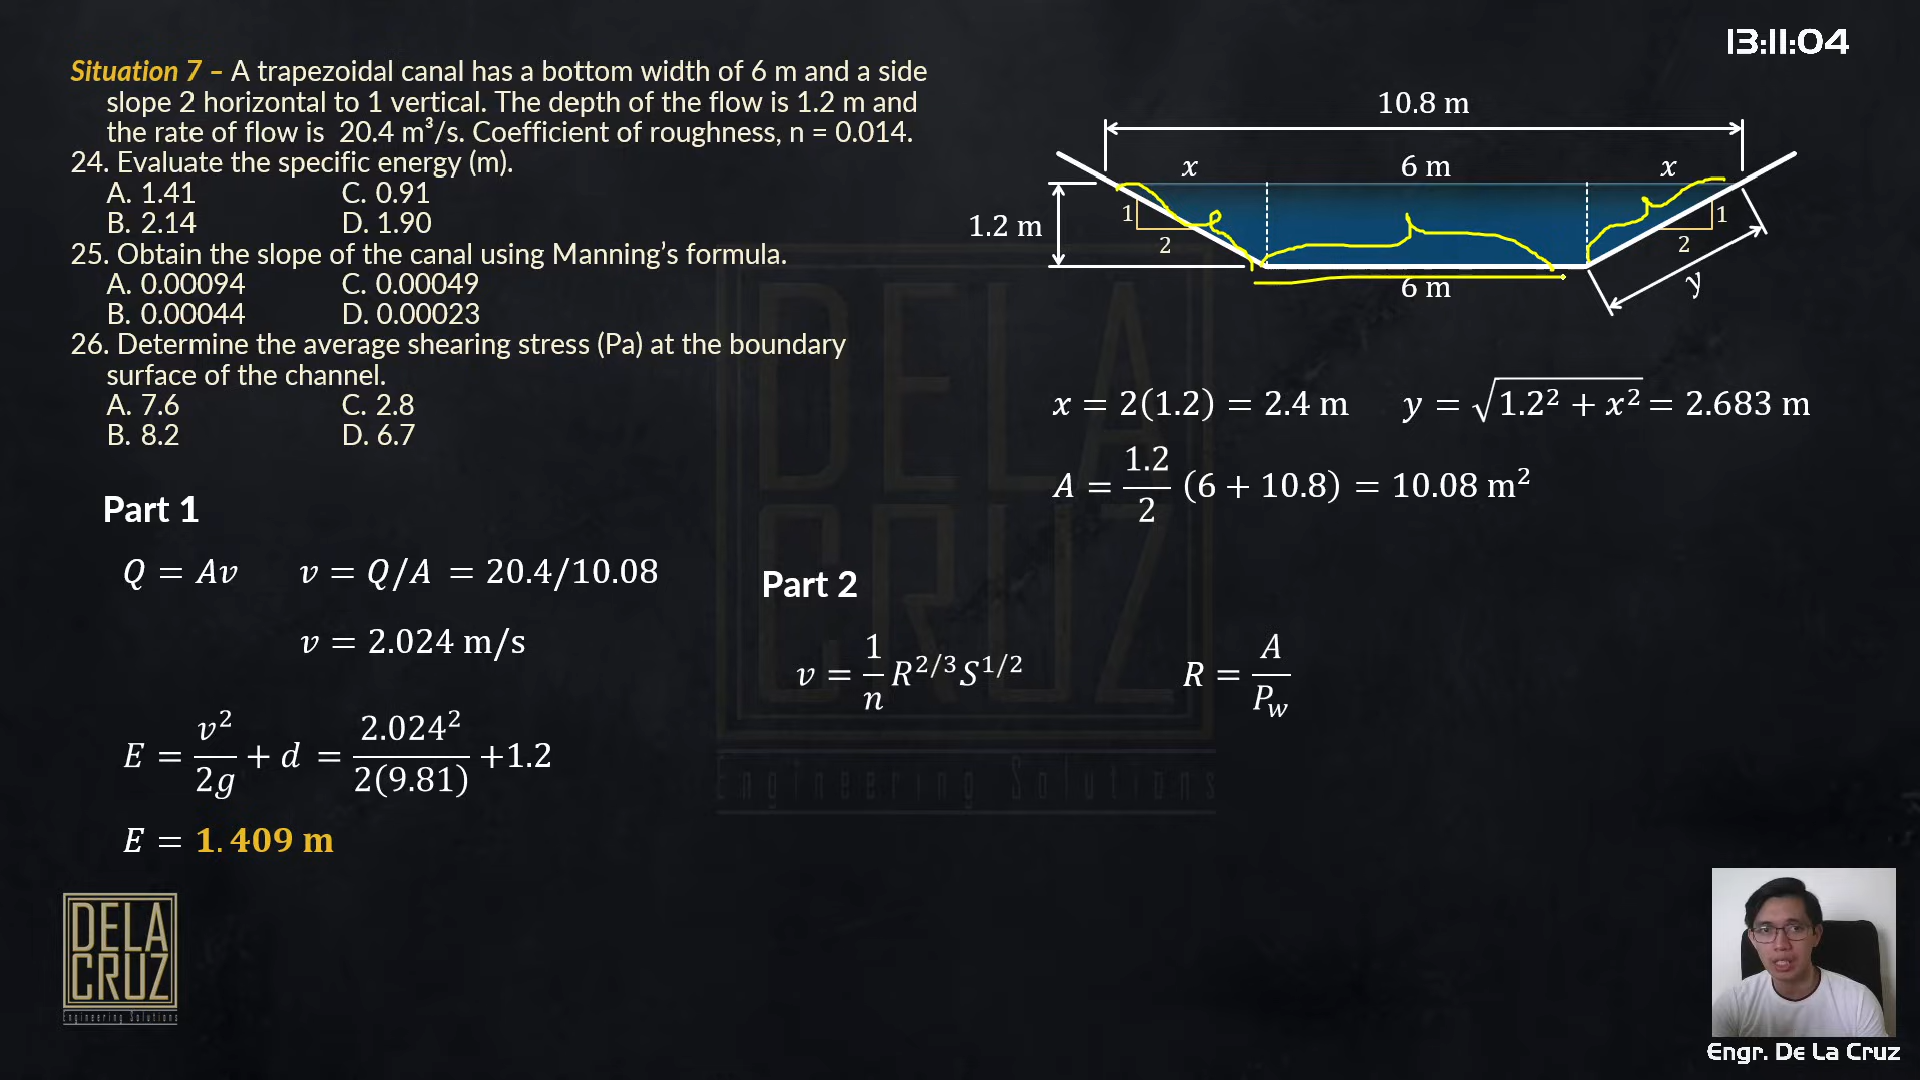 13:11:04
Situation 7 – A trapezoidal canal has a bottom width of 6 m and a side
slope 2 horizontal to 1 vertical. The depth of the flow is 1.2 m and
the rate of flow is 20.4 m³/s. Coefficient of roughness, n = 0.014.
24. Evaluate the specific energy (m).
A. 1.41 C. 0.91
B. 2.14 D. 1.90
25. Obtain the slope of the canal using Manning’s formula.
A. 0.00094 C. 0.00049
B. 0.00044 D. 0.00023
26. Determine the average shearing stress (Pa) at the boundary
surface of the channel.
A. 7.6 C. 2.8
B. 8.2 D. 6.7
10.8 m
x 6 m x
1.2 m
1 2
2 1
6 m
y
x = 2(1.2) = 2.4 m y = √(1.2² + x²) = 2.683 m
A = 1.2/2 (6 + 10.8) = 10.08 m²
Part 1
Q = Av v = Q/A = 20.4/10.08
v = 2.024 m/s
E = v²/2g + d = 2.024²/2(9.81) +1.2
E = 1.409 m
Part 2
v = 1/n R^2/3 S^1/2 R = A/P_w
DELA
CRUZ
Engineering Solutions
DELA
CRUZ
Engineering Solutions
Engr. De La Cruz